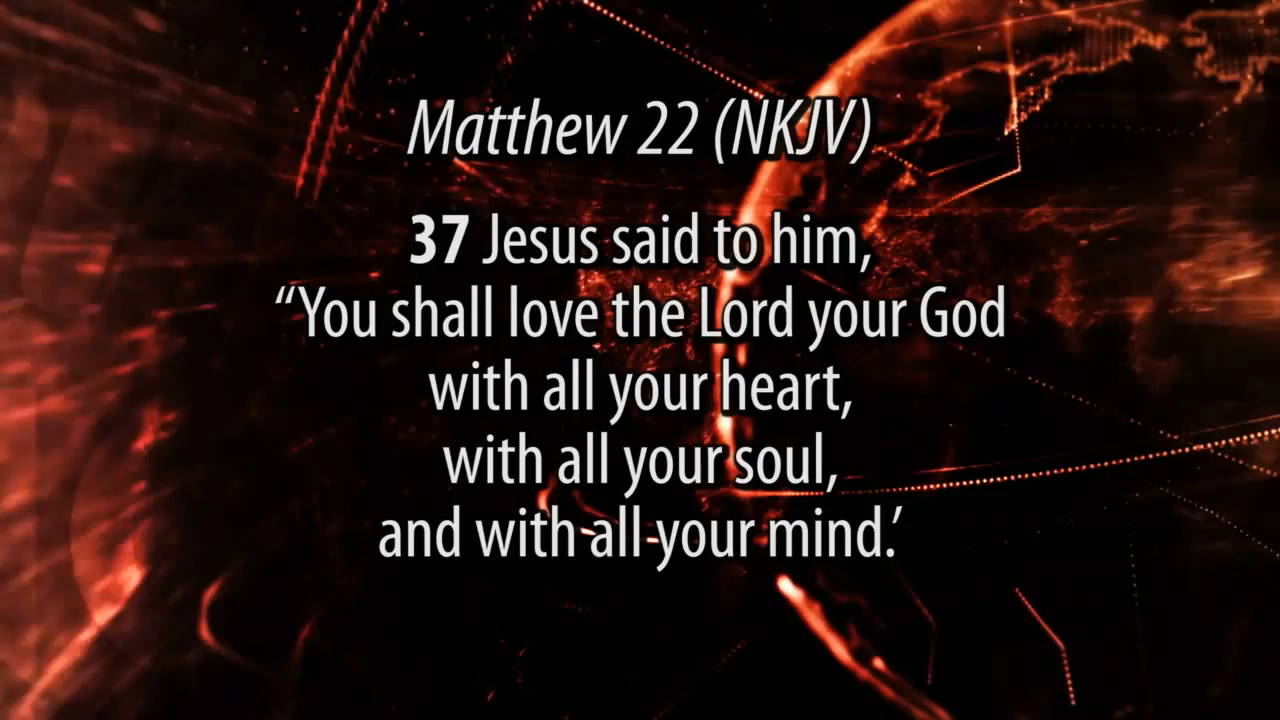 Matthew 22 (NKJV)
37 Jesus said to him,
“You shall love the Lord your God
with all your heart,
with all your soul,
and with all your mind.’